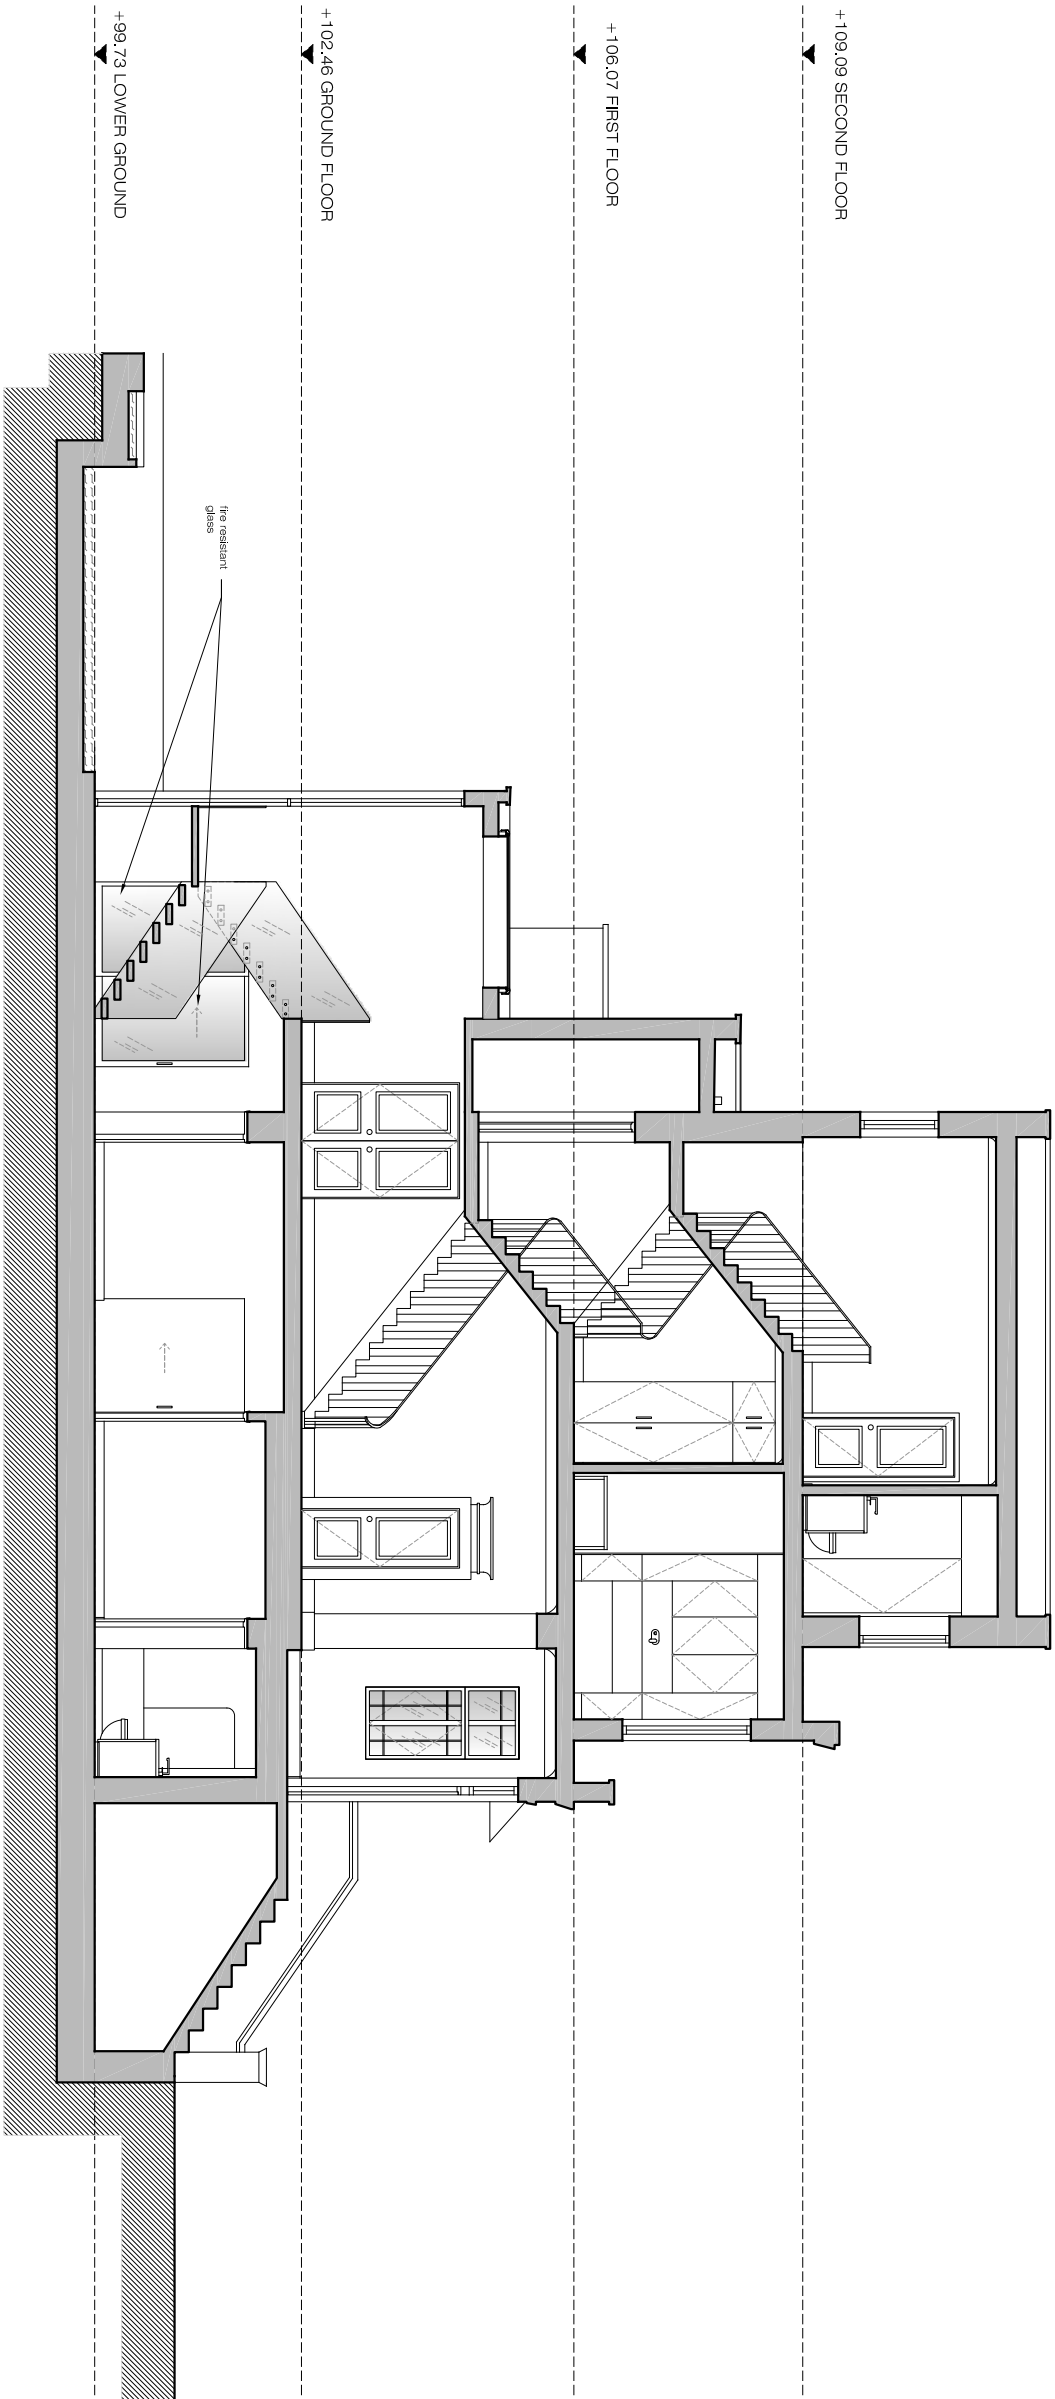 +109.09 SECOND FLOOR
+106.07 FIRST FLOOR
+102.46 GROUND FLOOR
+99.73 LOWER GROUND
fire resistant
glass